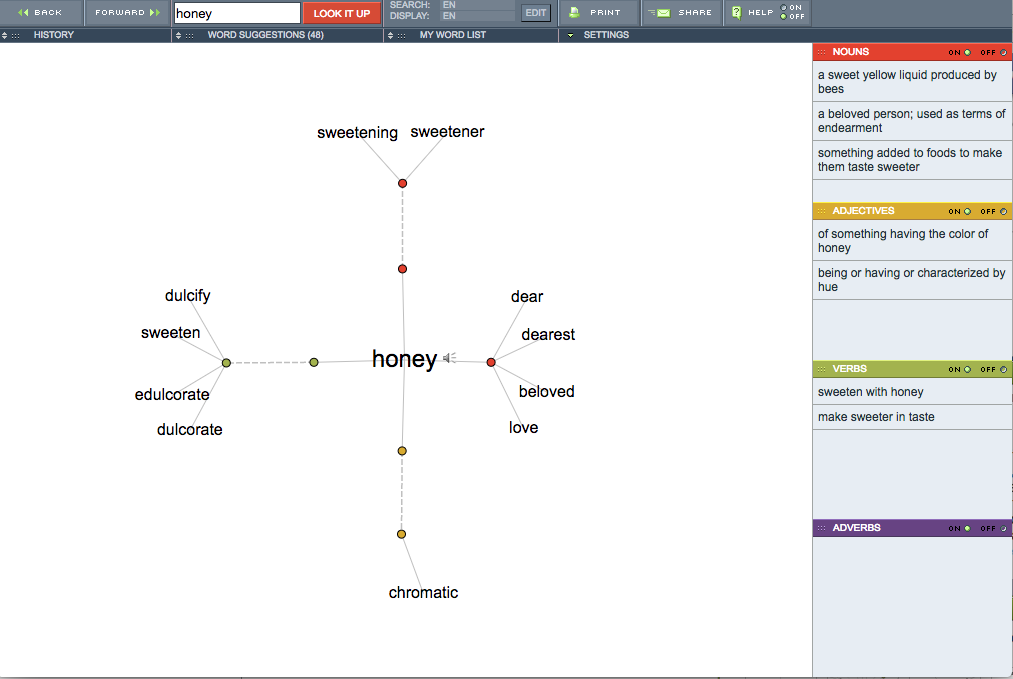 BACK
FORWARD
honey
LOOK IT UP
SEARCH: EN
DISPLAY: EN
EDIT
PRINT
SHARE
HELP
ON
OFF
HISTORY
WORD SUGGESTIONS (48)
MY WORD LIST
SETTINGS
sweetening
sweetener
dulcify
sweeten
edulcorate
dulcorate
honey
dear
dearest
beloved
love
chromatic
NOUNS ON OFF
a sweet yellow liquid produced by
bees
a beloved person; used as terms of
endearment
something added to foods to make
them taste sweeter
ADJECTIVES ON OFF
of something having the color of
honey
being or having or characterized by
hue
VERBS ON OFF
sweeten with honey
make sweeter in taste
ADVERBS ON OFF